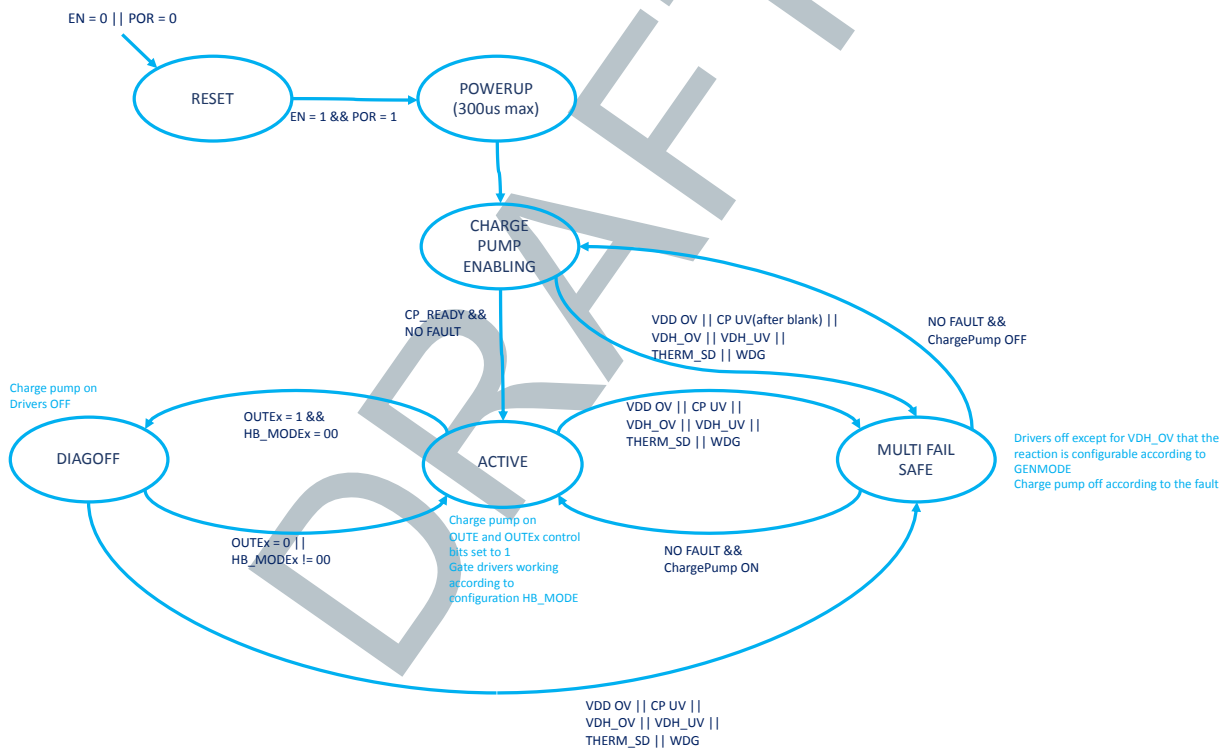 EN = 0 || POR = 0
RESET
EN = 1 && POR = 1
POWERUP
(300us max)
CHARGE
PUMP
ENABLING
CP_READY &&
NO FAULT
VDD OV || CP UV(after blank) ||
VDH_OV || VDH_UV ||
THERM_SD || WDG
NO FAULT &&
ChargePump OFF
Charge pump on
Drivers OFF
OUTEx = 1 &&
HB_MODEx = 00
VDD OV || CP UV ||
VDH_OV || VDH_UV ||
THERM_SD || WDG
DIAGOFF
ACTIVE
MULTI FAIL
SAFE
Drivers off except for VDH_OV that the
reaction is configurable according to
GENMODE
Charge pump off according to the fault
OUTEx = 0 ||
HB_MODEx != 00
Charge pump on
OUTE and OUTEx control
bits set to 1
Gate drivers working
according to
configuration HB_MODE
NO FAULT &&
ChargePump ON
VDD OV || CP UV ||
VDH_OV || VDH_UV ||
THERM_SD || WDG
DRAFT